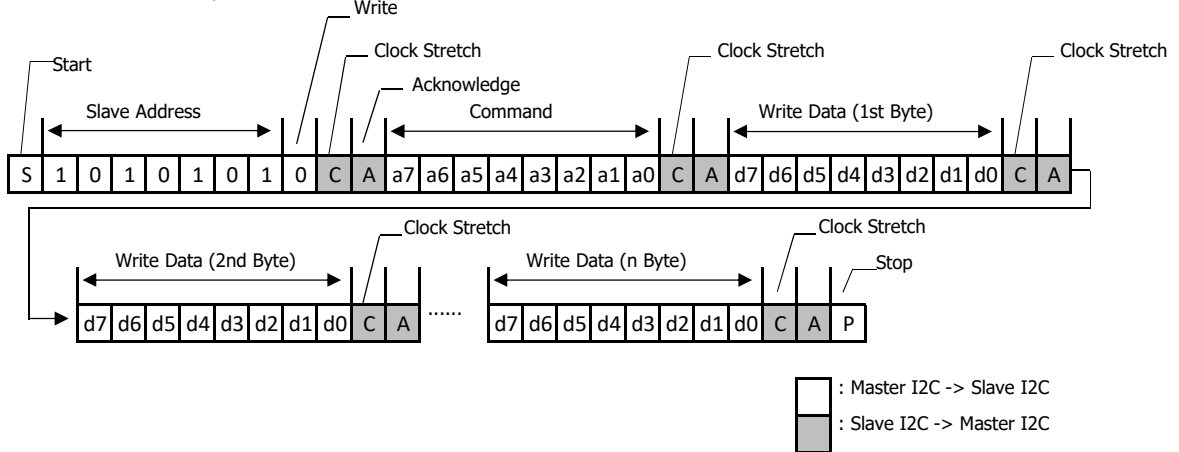 Write
Start
Clock Stretch
Clock Stretch
Clock Stretch
Acknowledge
Slave Address
Command
Write Data (1st Byte)
S 1 0 1 0 1 0 1 0 0 C A a7 a6 a5 a4 a3 a2 a1 a0 C A d7 d6 d5 d4 d3 d2 d1 d0 C A
Clock Stretch
Clock Stretch
Write Data (2nd Byte)
Write Data (n Byte)
Stop
d7 d6 d5 d4 d3 d2 d1 d0 C A ...... d7 d6 d5 d4 d3 d2 d1 d0 C A P
: Master I2C -> Slave I2C
: Slave I2C -> Master I2C